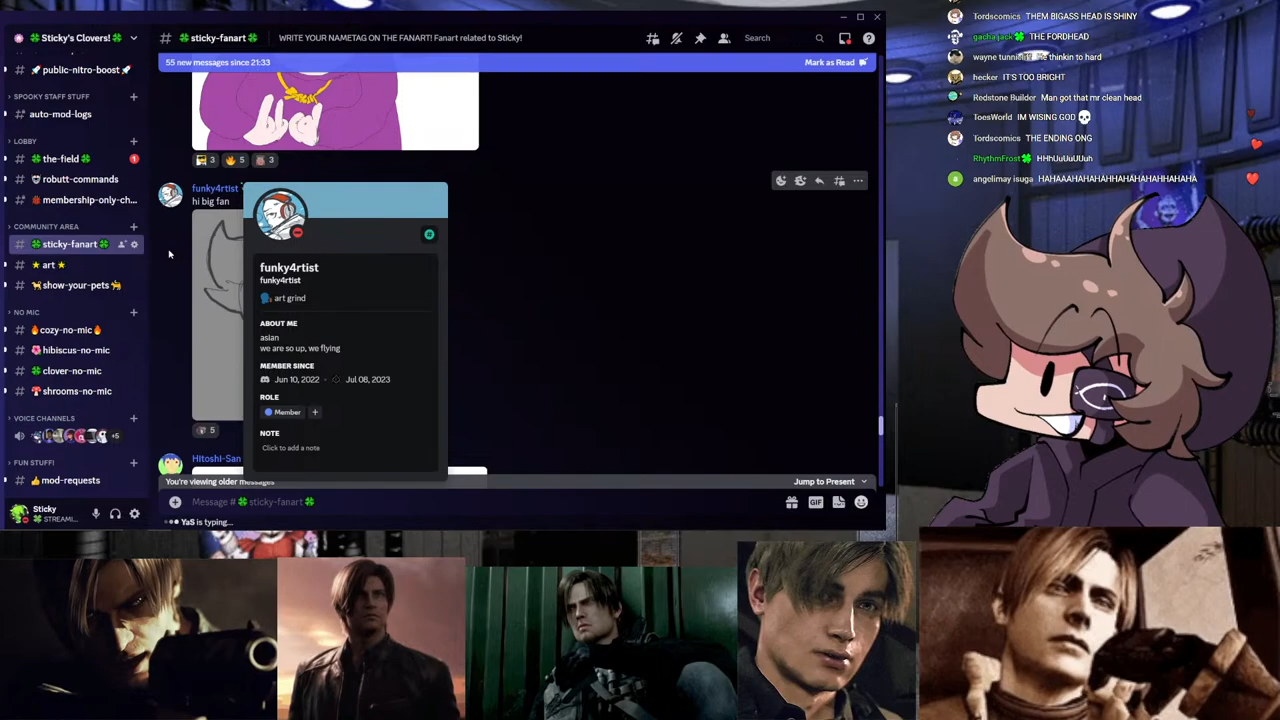 Sticky's Clovers!
public-nitro-boost
SPOOKY STAFF STUFF
auto-mod-logs
LOBBY
the-field
1
robutt-commands
membership-only-ch...
COMMUNITY AREA
sticky-fanart
art
show-your-pets
NO MIC
cozy-no-mic
hibiscus-no-mic
clover-no-mic
shrooms-no-mic
VOICE CHANNELS
+5
FUN STUFF!
mod-requests
Sticky
STREAMI...
sticky-fanart
WRITE YOUR NAMETAG ON THE FANART! Fanart related to Sticky!
Search
55 new messages since 21:33
Mark as Read
3
5
3
funky4rtist
hi big fan
funky4rtist
funky4rtist
art grind
ABOUT ME
asian
we are so up, we flying
MEMBER SINCE
Jun 10, 2022
Jul 08, 2023
ROLE
Member
NOTE
Click to add a note
5
Hitoshi-San
You're viewing older messages
Jump to Present
Message #sticky-fanart
YaS is typing...
Tordscomics THEM BIGASS HEAD IS SHINY
gachajack THE FORDHEAD
wayne tunnicl
thinkin to hard
hecker IT'S TOO BRIGHT
Redstone Builder Man got that mr clean head
ToesWorld IM WISING GOD
Tordscomics THE ENDING ONG
RhythmFrost HHhUuUuUUuh
angelimay isuga HAHAAAHAHAHAHHAHAHAHHAHAHA